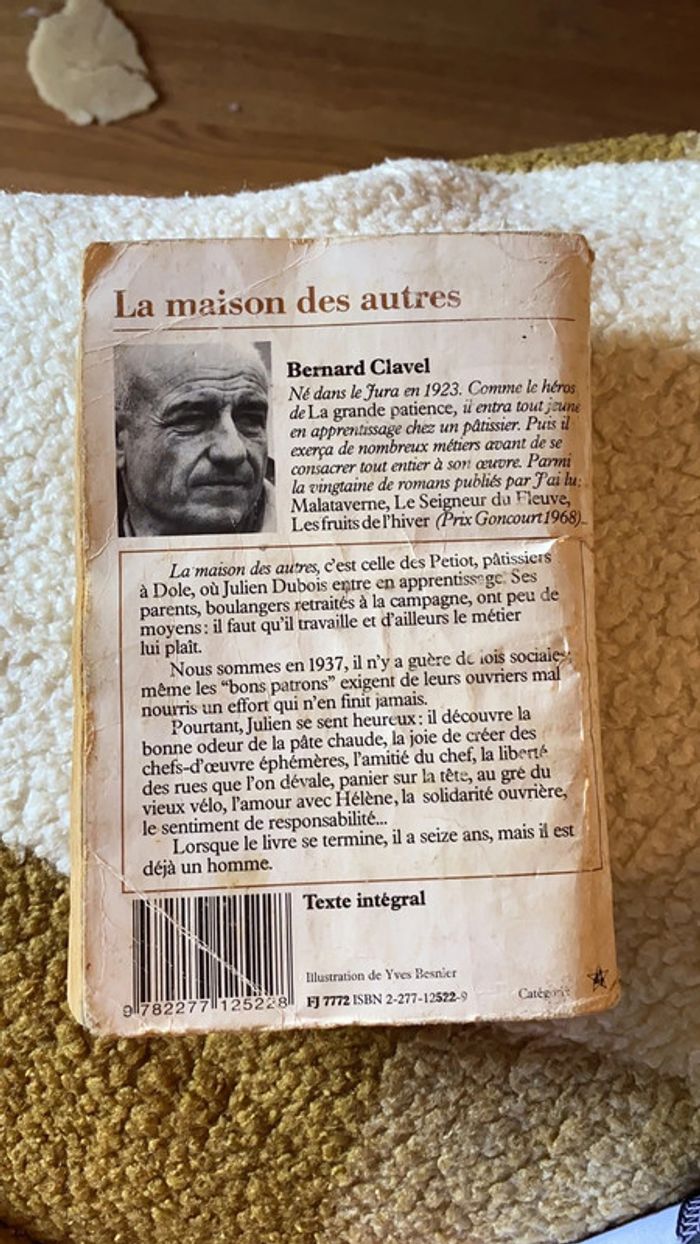 La maison des autres
Bernard Clavel
Né dans le Jura en 1923. Comme le héros
de La grande patience, il entra tout jeune
en apprentissage chez un pâtissier. Puis il
exerça de nombreux métiers avant de se
consacrer tout entier à son œuvre. Parmi
la vingtaine de romans publiés par J'ai lu:
Malataverne, Le Seigneur du Fleuve,
Les fruits de l'hiver (Prix Goncourt 1968)...
La maison des autres, c'est celle des Petiot, pâtissiers
à Dole, où Julien Dubois entre en apprentissage. Ses
parents, boulangers retraités à la campagne, ont peu de
moyens : il faut qu'il travaille et d'ailleurs le métier
lui plaît.
Nous sommes en 1937, il n'y a guère de lois sociales;
même les "bons patrons" exigent de leurs ouvriers mal
nourris un effort qui n'en finit jamais.
Pourtant, Julien se sent heureux : il découvre la
bonne odeur de la pâte chaude, la joie de créer des
chefs-d'œuvre éphémères, l'amitié du chef, la liberté
des rues que l'on dévale, panier sur la tête, au gré du
vieux vélo, l'amour avec Hélène, la solidarité ouvrière,
le sentiment de responsabilité...
Lorsque le livre se termine, il a seize ans, mais il est
déjà un homme.
Texte intégral
Illustration de Yves Besnier
FJ 7772 ISBN 2-277-12522-9
Catégorie
9 782277 125228